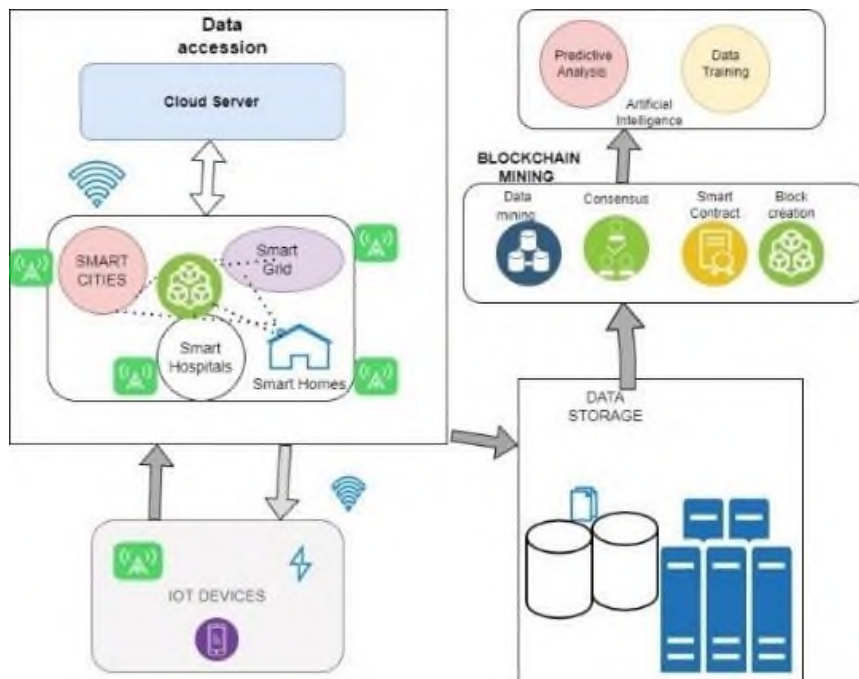 Data
accession
Cloud Server
SMART
CITIES
Smart
Grid
Smart
Hospitals
Smart Homes
IOT DEVICES
Predictive
Analysis
Data
Training
Artificial
Intelligence
BLOCKCHAIN
MINING
Data
mining
Consensus
Smart
Contract
Block
creation
DATA
STORAGE